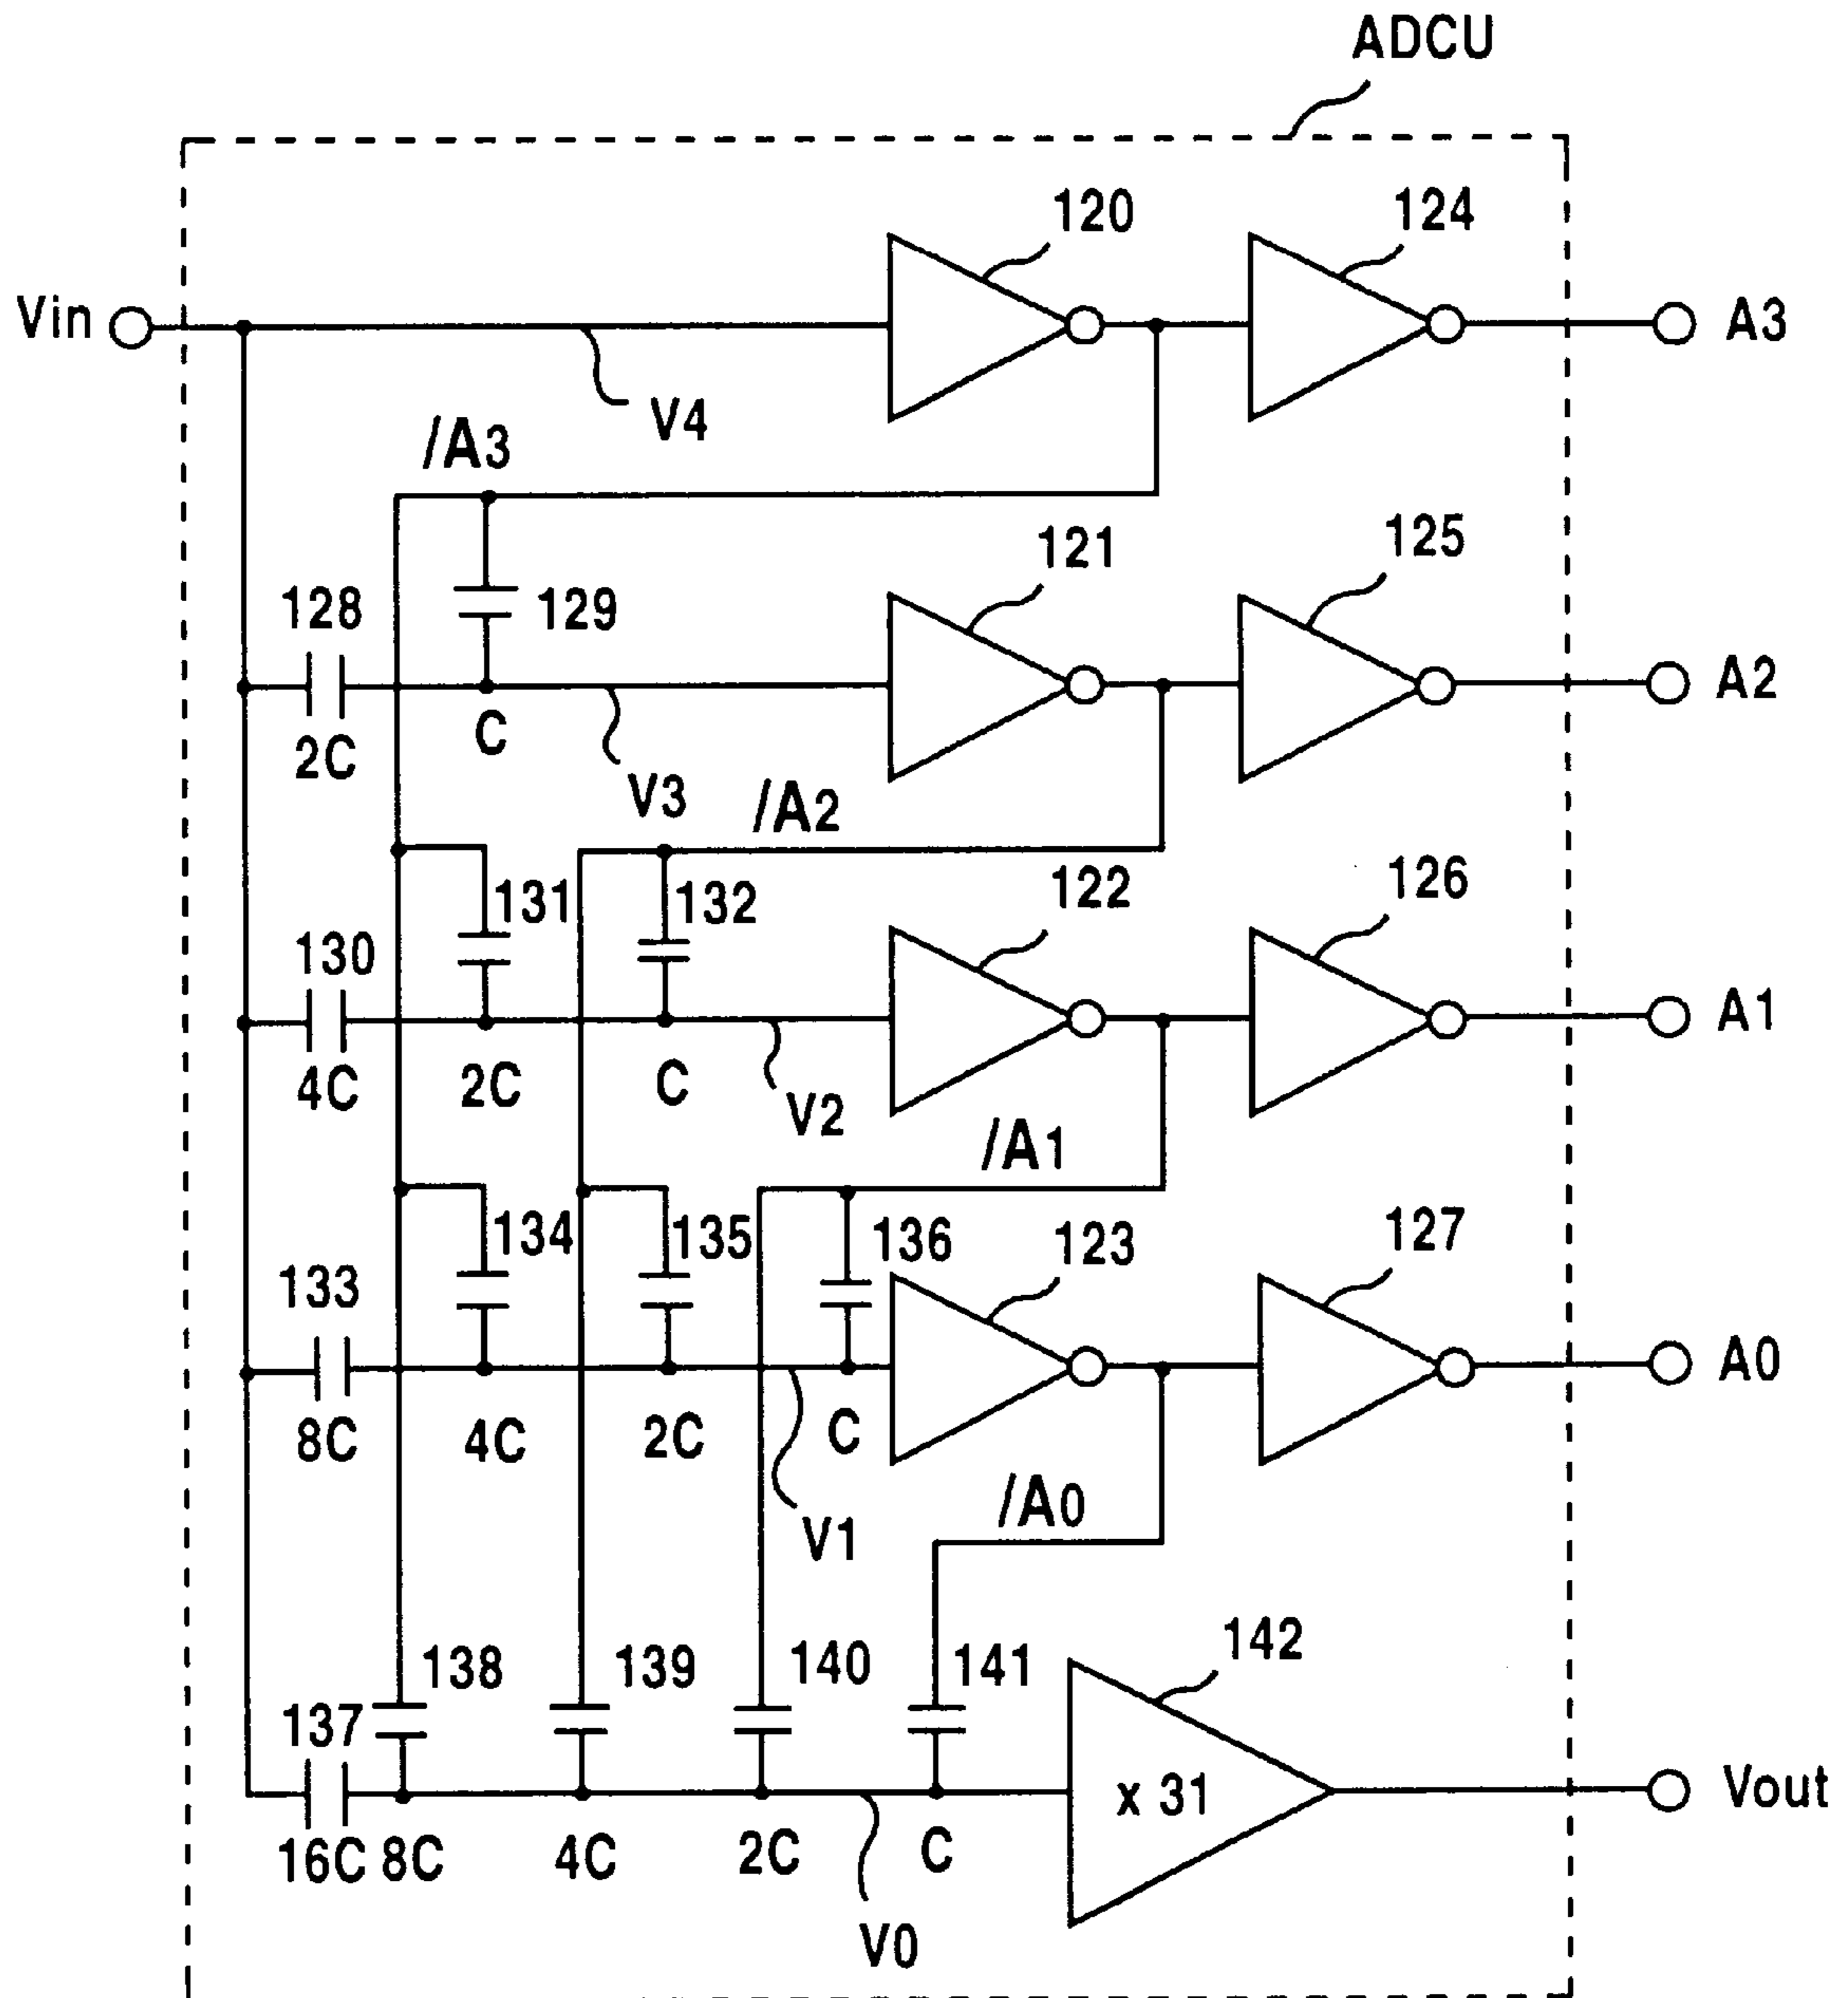 ADCU
120
124
Vin
A3
V4
/A3
121
125
128
129
A2
2C
C
V3
/A2
131
132
122
126
130
A1
4C
2C
C
V2
/A1
134
135
136
123
127
133
A0
8C
4C
2C
C
/A0
V1
142
138
139
140
141
137
x 31
Vout
16C
8C
4C
2C
C
V0